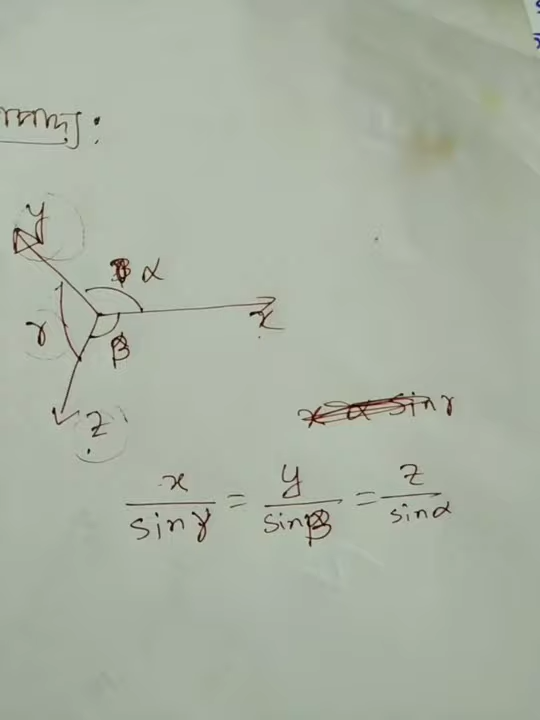 y
α
x
γ
β
z
x/sinγ = y/sinβ = z/sinα